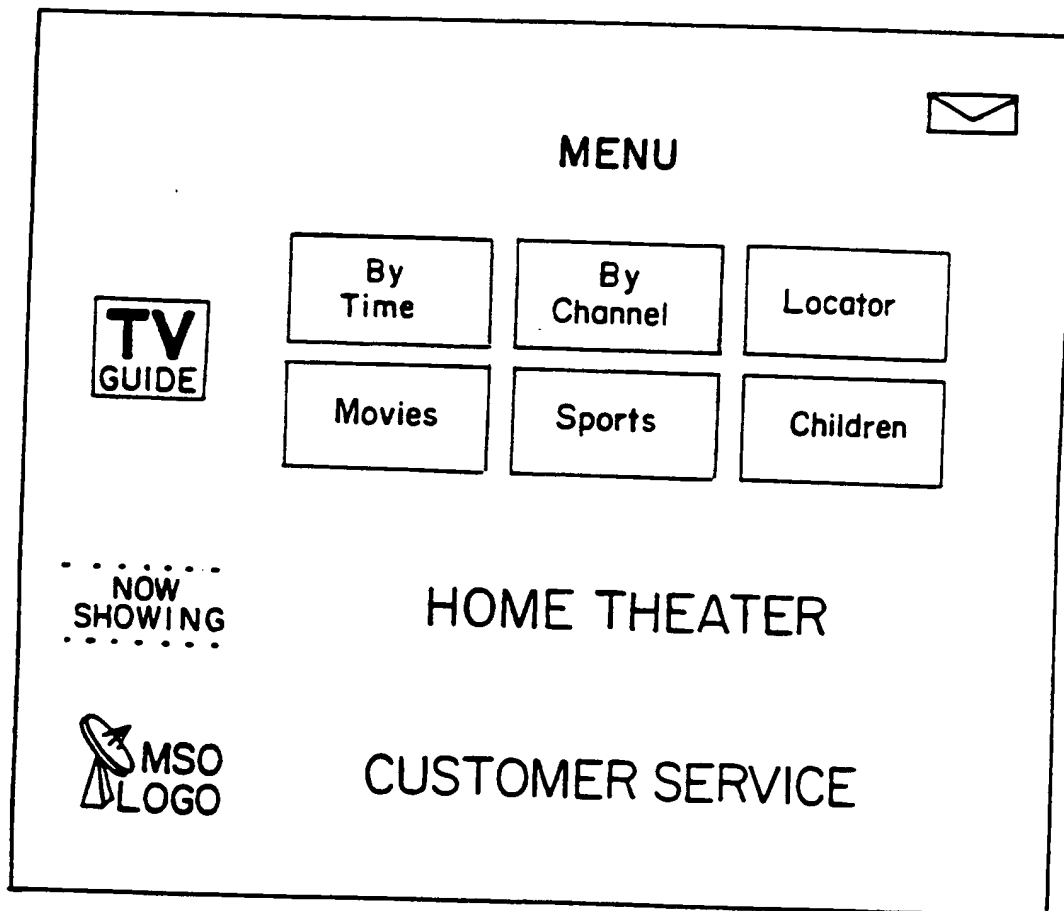 MENU
By
Time
By
Channel
Locator
TV
GUIDE
Movies
Sports
Children
NOW
SHOWING
HOME THEATER
MSO
LOGO
CUSTOMER SERVICE